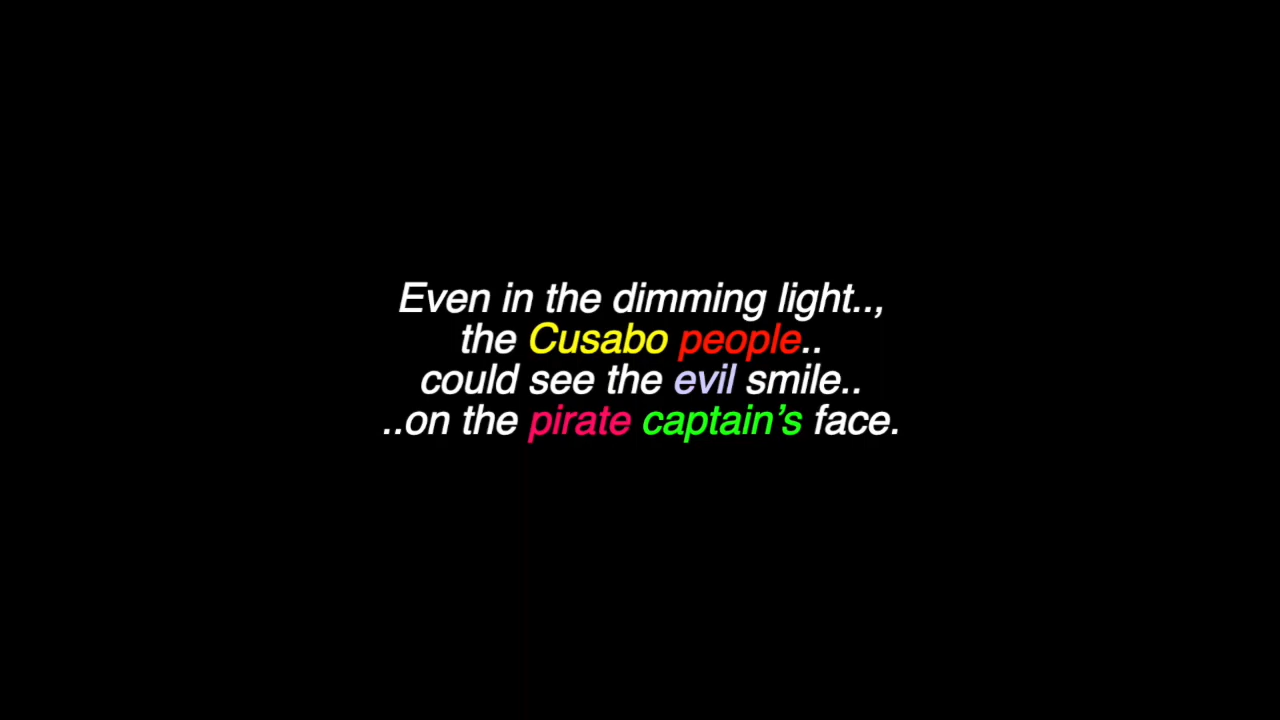 Even in the dimming light..,
the Cusabo people..
could see the evil smile..
..on the pirate captain’s face.